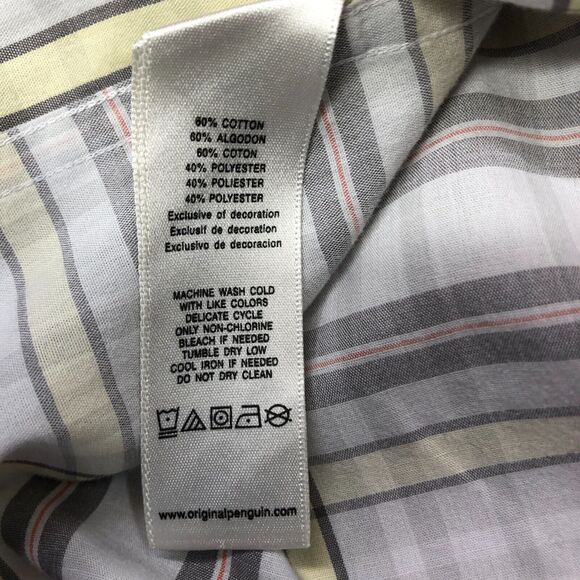 60% COTTON
60% ALGODON
60% COTON
40% POLYESTER
40% POLIESTER
40% POLYESTER
Exclusive of decoration
Exclusif de decoration
Exclusivo de decoracion
MACHINE WASH COLD
WITH LIKE COLORS
DELICATE CYCLE
ONLY NON-CHLORINE
BLEACH IF NEEDED
TUMBLE DRY LOW
COOL IRON IF NEEDED
DO NOT DRY CLEAN
www.originalpenguin.com